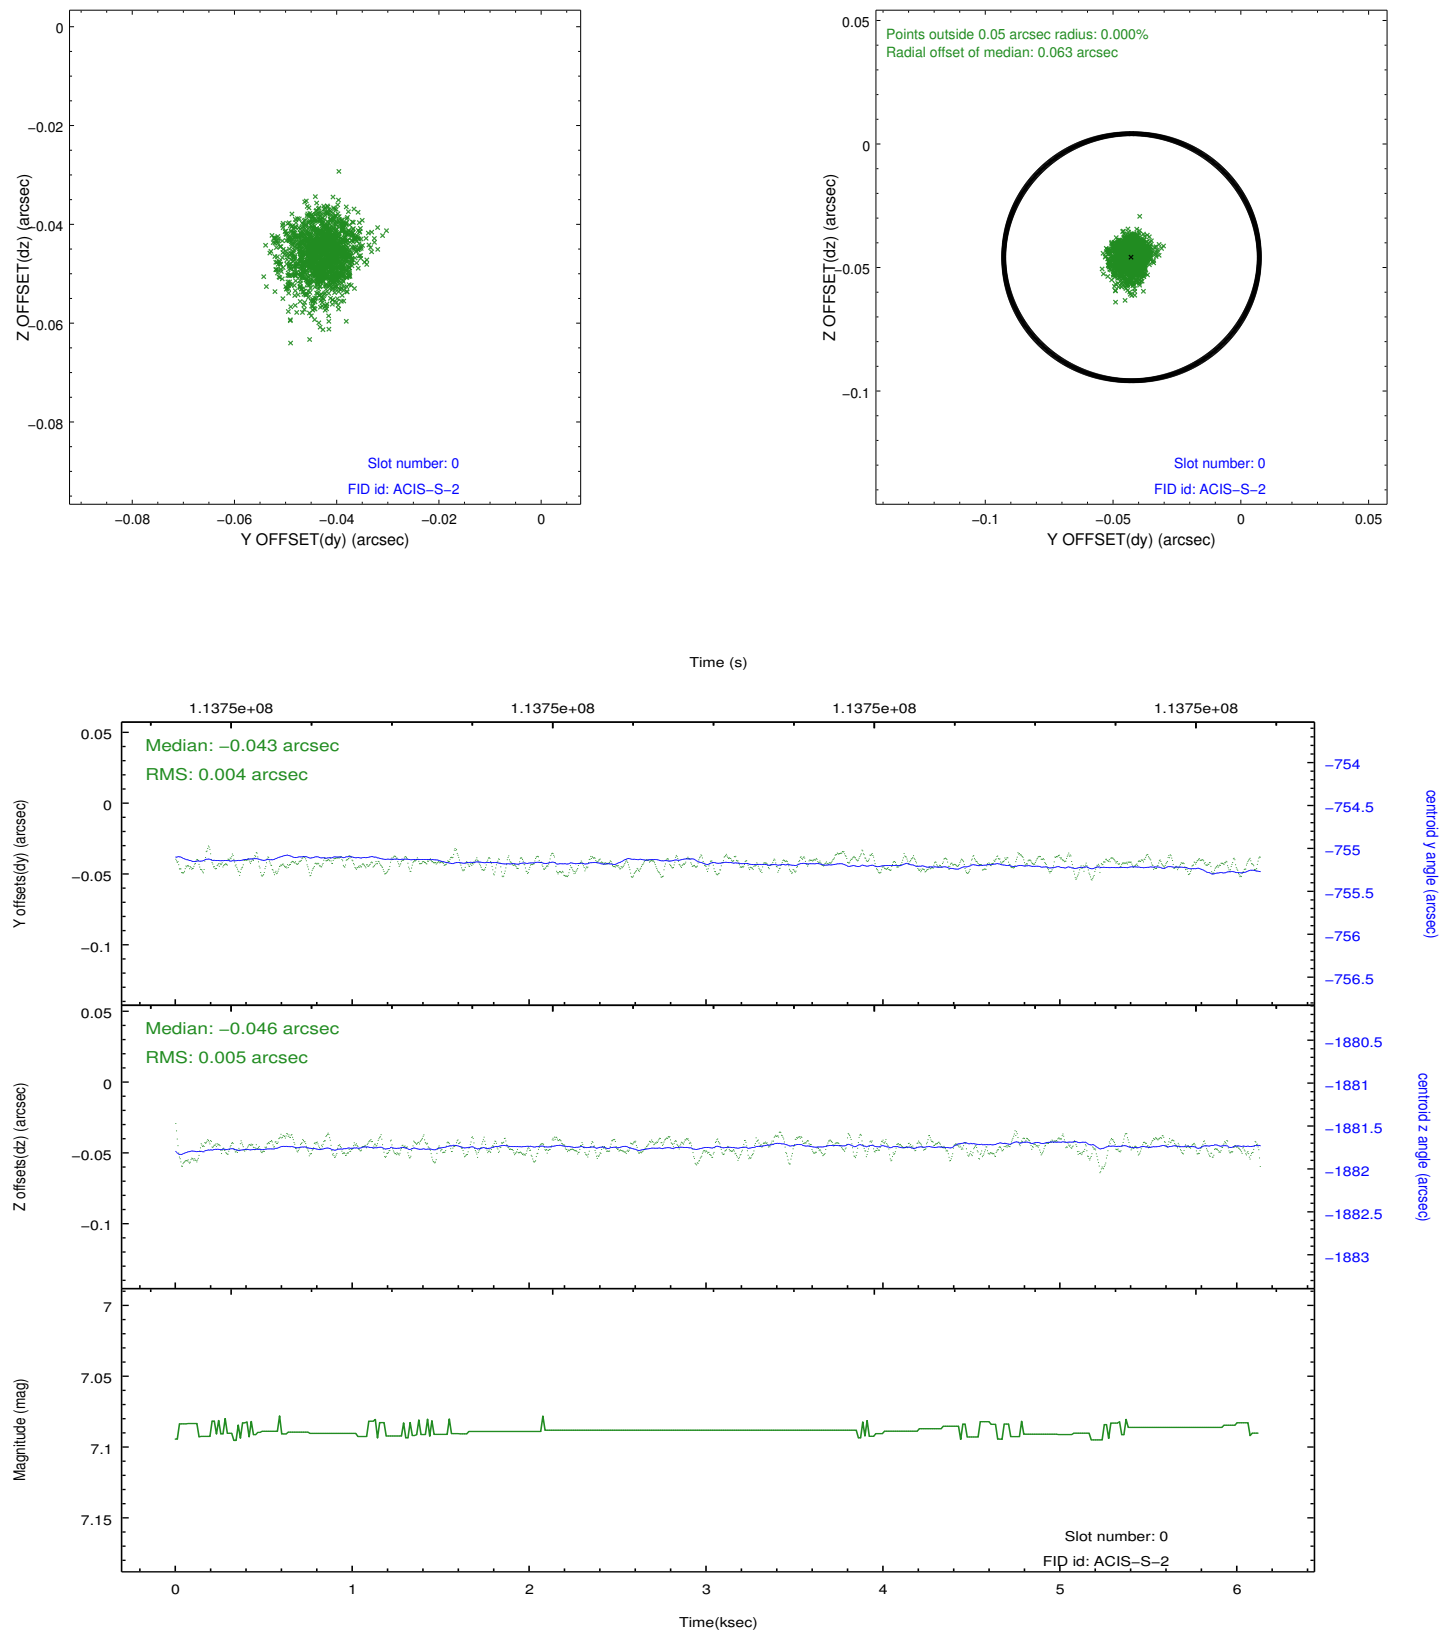 0
−0.02
−0.04
−0.06
−0.08
Z OFFSET(dz) (arcsec)
Slot number: 0
FID id: ACIS−S−2
−0.08 −0.06 −0.04 −0.02 0
Y OFFSET(dy) (arcsec)
0.05
0
−0.05
−0.1
Z OFFSET(dz) (arcsec)
Points outside 0.05 arcsec radius: 0.000%
Radial offset of median: 0.063 arcsec
Slot number: 0
FID id: ACIS−S−2
−0.1 −0.05 0 0.05
Y OFFSET(dy) (arcsec)
Time (s)
1.1375e+08 1.1375e+08 1.1375e+08 1.1375e+08
0.05
0
−0.05
−0.1
Y offsets(dy) (arcsec)
Median: −0.043 arcsec
RMS: 0.004 arcsec
−754
−754.5
−755
−755.5
−756
−756.5
centroid y angle (arcsec)
0.05
0
−0.05
−0.1
Z offsets(dz) (arcsec)
Median: −0.046 arcsec
RMS: 0.005 arcsec
−1880.5
−1881
−1881.5
−1882
−1882.5
−1883
centroid z angle (arcsec)
7
7.05
7.1
7.15
Magnitude (mag)
Slot number: 0
FID id: ACIS−S−2
0 1 2 3 4 5 6
Time(ksec)